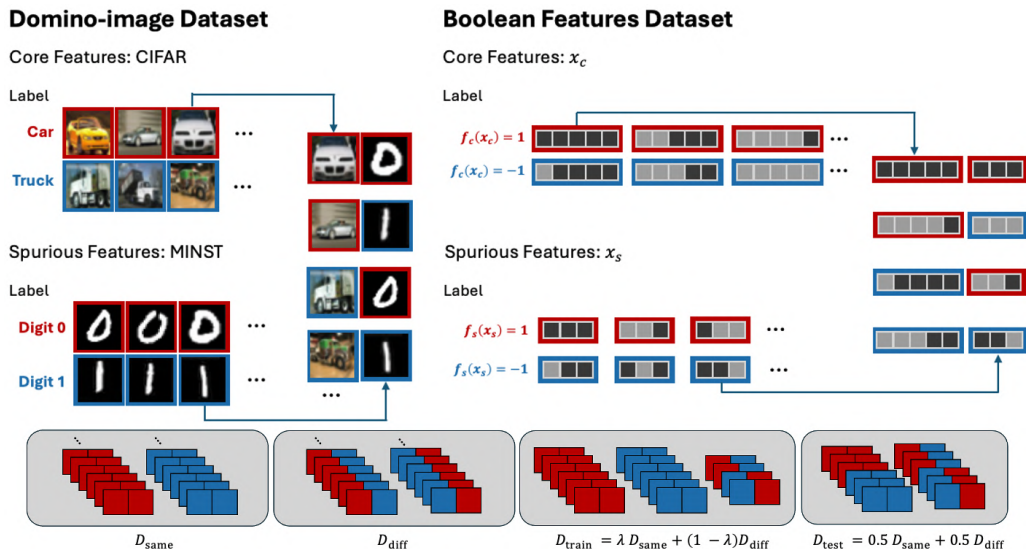 Domino-image Dataset
Core Features: CIFAR
Label
Car
...
Truck
...
Spurious Features: MINST
Label
Digit 0
...
Digit 1
...
...
Boolean Features Dataset
Core Features: x_c
Label
f_c(x_c) = 1
...
f_c(x_c) = −1
...
Spurious Features: x_s
Label
f_s(x_s) = 1
...
f_s(x_s) = −1
D_same
D_diff
D_train = λ D_same + (1 − λ)D_diff
D_test = 0.5 D_same + 0.5 D_diff